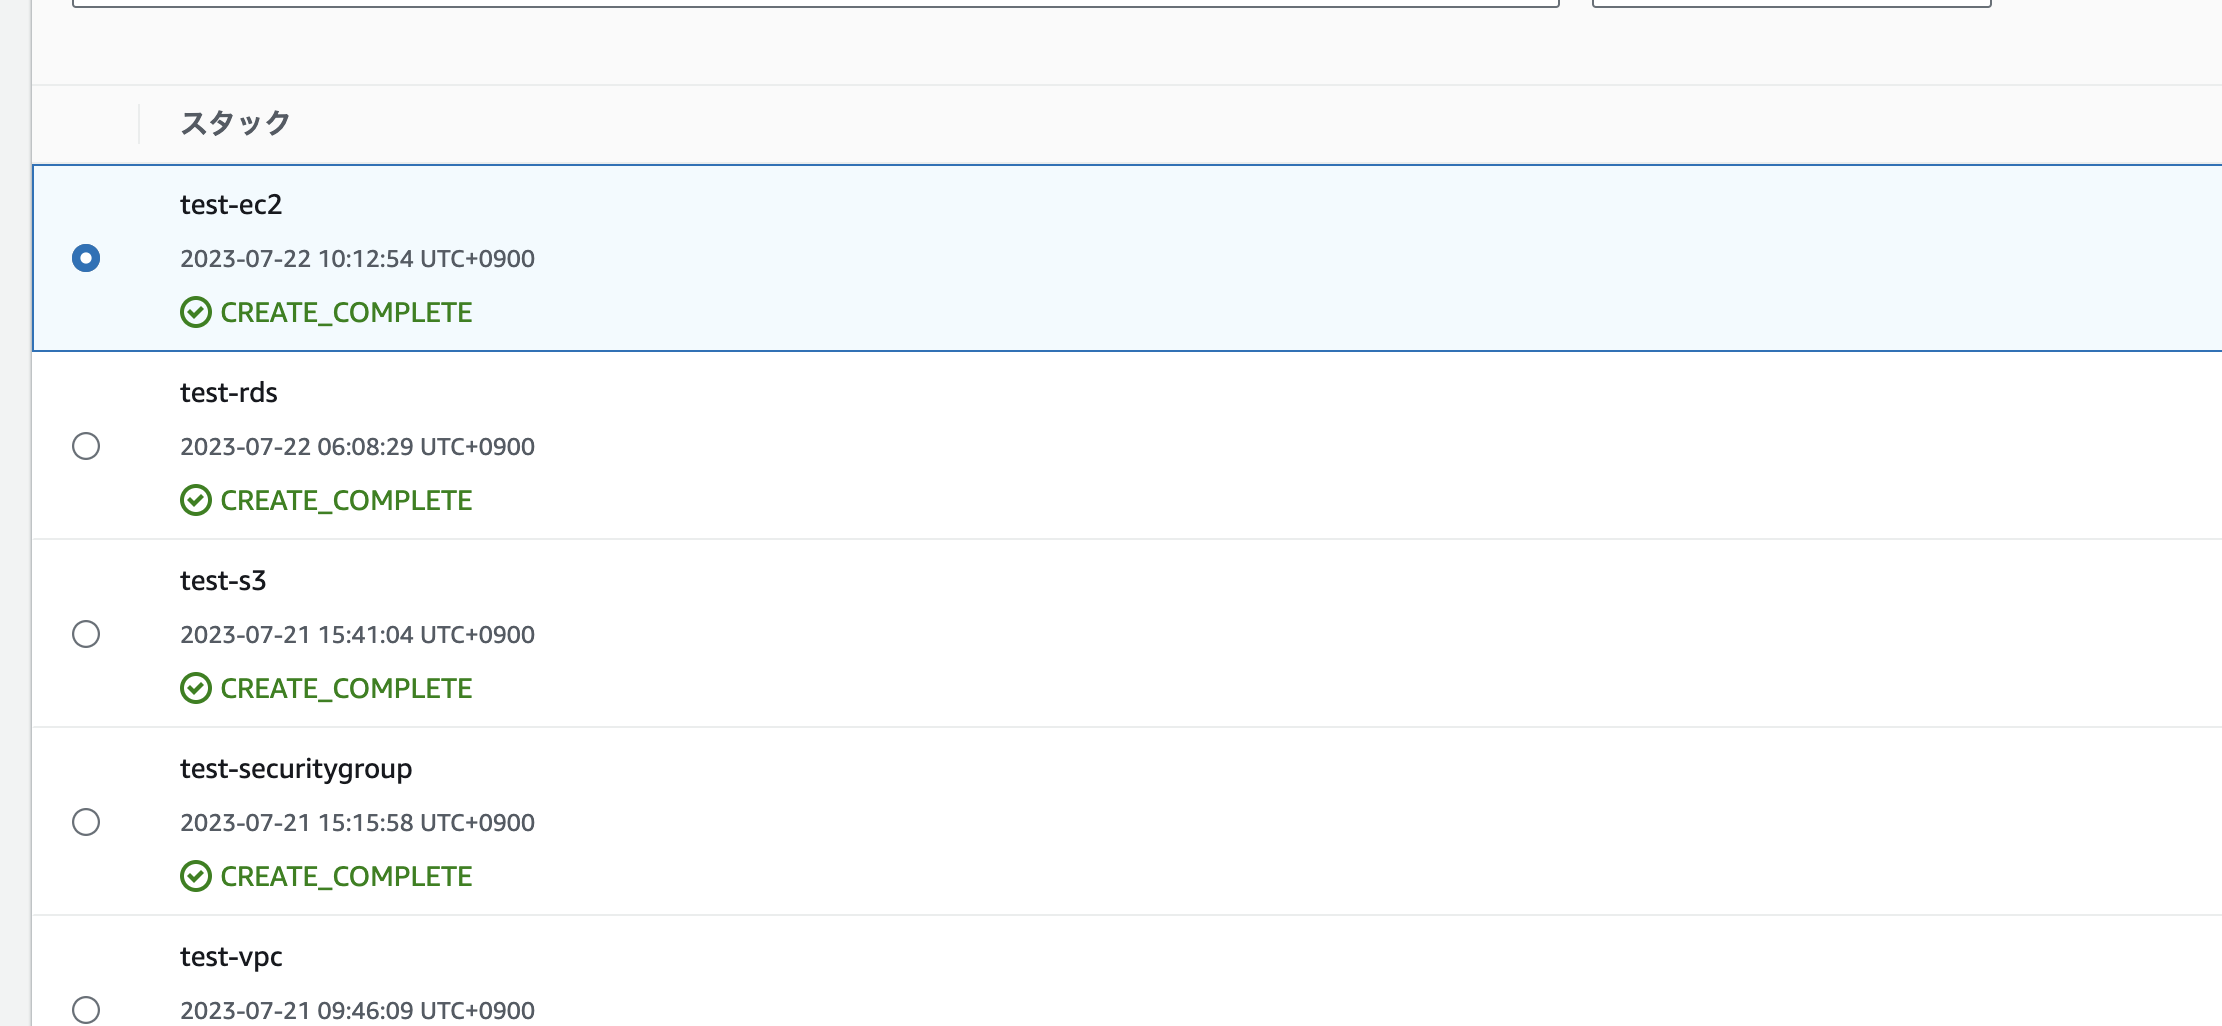 スタック
test-ec2
2023-07-22 10:12:54 UTC+0900
CREATE_COMPLETE
test-rds
2023-07-22 06:08:29 UTC+0900
CREATE_COMPLETE
test-s3
2023-07-21 15:41:04 UTC+0900
CREATE_COMPLETE
test-securitygroup
2023-07-21 15:15:58 UTC+0900
CREATE_COMPLETE
test-vpc
2023-07-21 09:46:09 UTC+0900